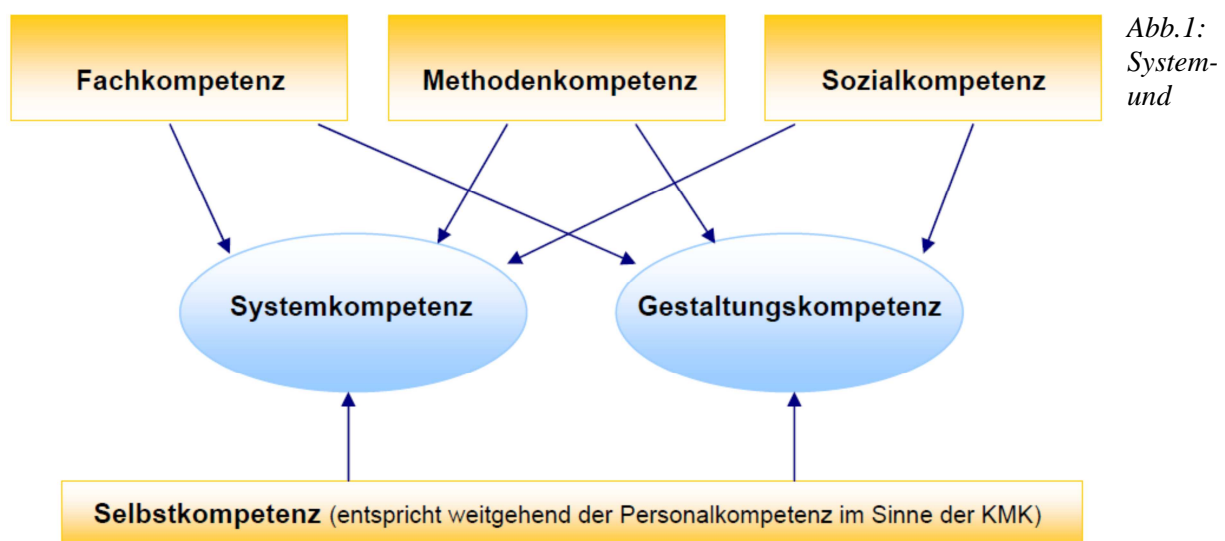 Fachkompetenz
Methodenkompetenz
Sozialkompetenz
Abb.1:
System-
und
Systemkompetenz
Gestaltungskompetenz
Selbstkompetenz (entspricht weitgehend der Personalkompetenz im Sinne der KMK)